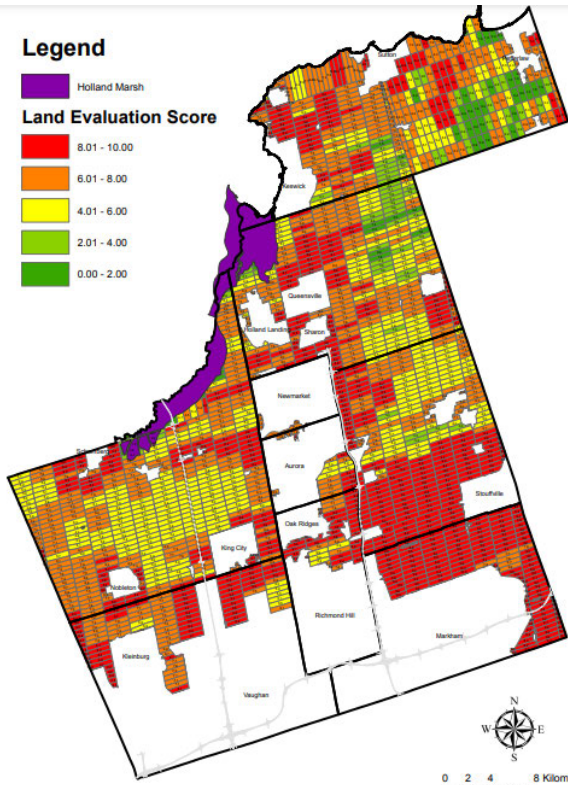 Legend
Holland Marsh
Land Evaluation Score
8.01 - 10.00
6.01 - 8.00
4.01 - 6.00
2.01 - 4.00
0.00 - 2.00
Sutton
Keswick
Queensville
Holland Landing
Sharon
Newmarket
Aurora
Stouffville
Oak Ridges
King City
Nobleton
Richmond Hill
Markham
Kleinburg
Vaughan
N
W E
S
0 2 4 8 Kilom